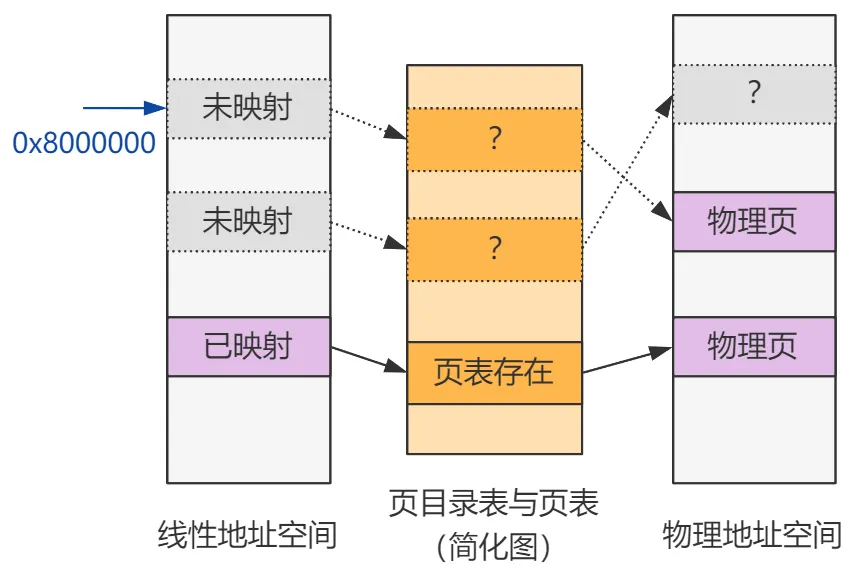 未映射
?
?
0x8000000
未映射
?
物理页
已映射
页表存在
物理页
线性地址空间
页目录表与页表
（简化图）
物理地址空间